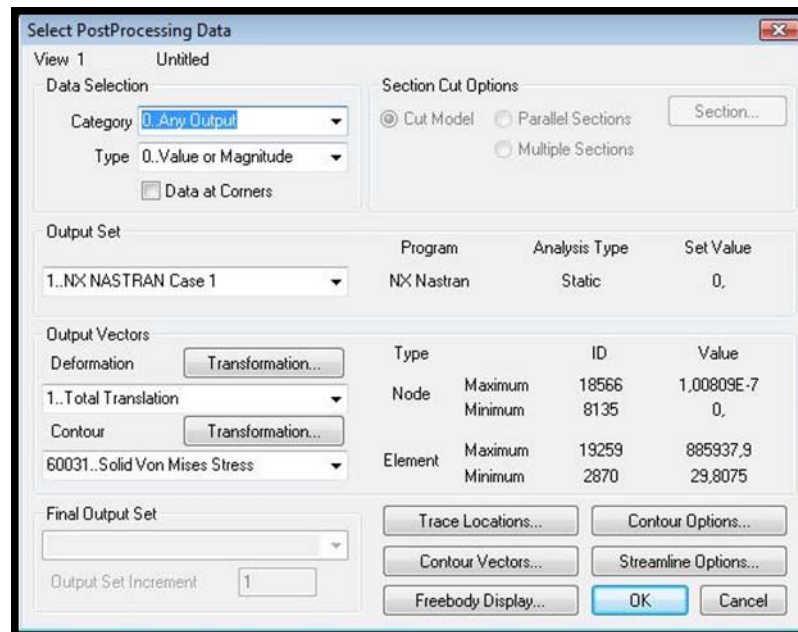 Select PostProcessing Data
View 1 Untitled
Data Selection
Category 0..Any Output
Type 0..Value or Magnitude
Data at Corners
Section Cut Options
Cut Model Parallel Sections Section...
Multiple Sections
Output Set
Program Analysis Type Set Value
1..NX NASTRAN Case 1 NX Nastran Static 0,
Output Vectors
Deformation Transformation...
1..Total Translation
Contour Transformation...
60031..Solid Von Mises Stress
Type ID Value
Node Maximum 18566 1,00809E-7
Minimum 8135 0,
Element Maximum 19259 885937,9
Minimum 2870 29,8075
Final Output Set
Output Set Increment 1
Trace Locations... Contour Options...
Contour Vectors... Streamline Options...
Freebody Display... OK Cancel